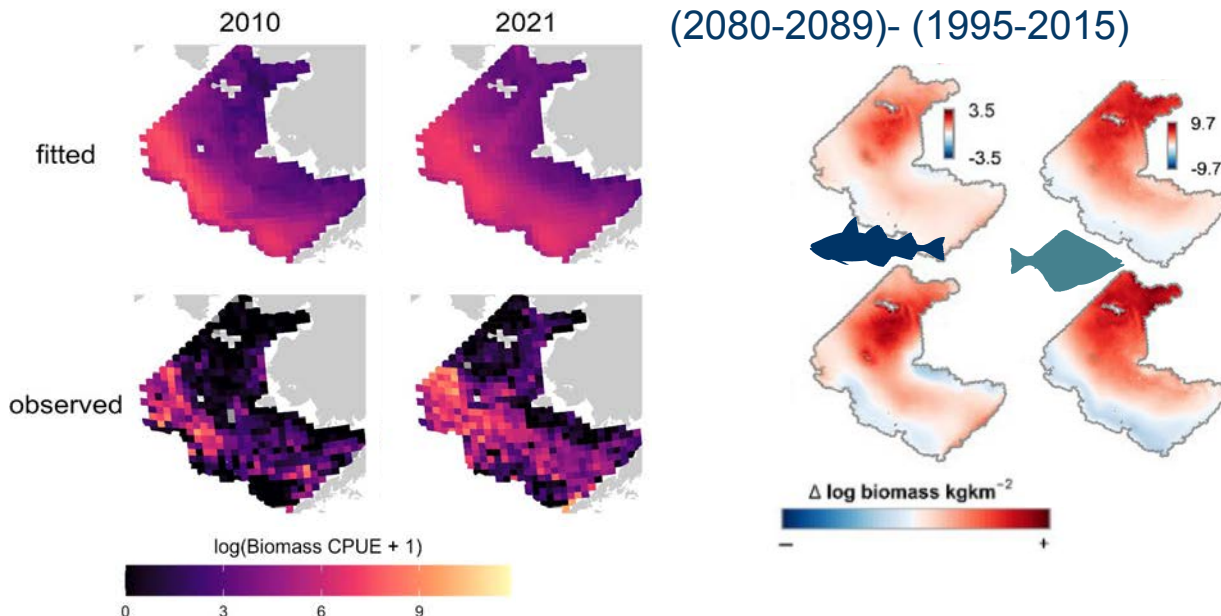 2010
2021
(2080-2089)- (1995-2015)
fitted
3.5
-3.5
9.7
-9.7
observed
log(Biomass CPUE + 1)
0 3 6 9
Δ log biomass kgkm⁻²
– +